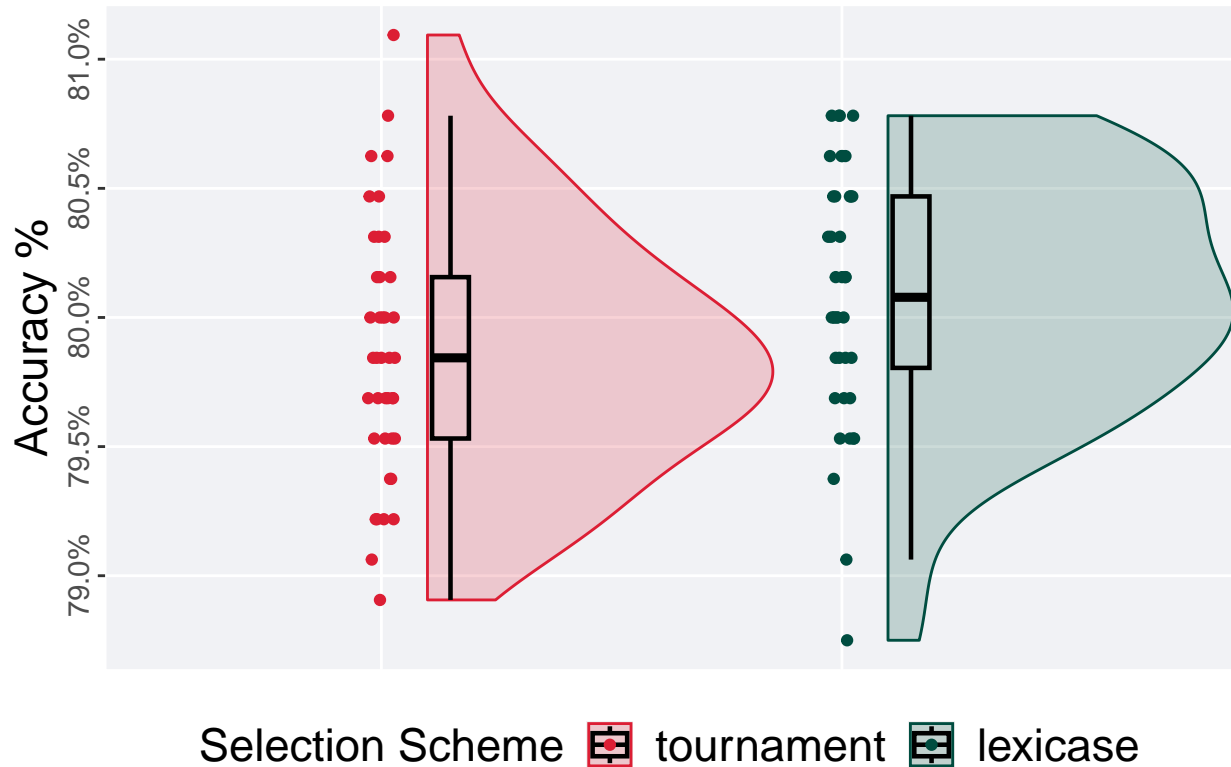 Accuracy %
81.0%
80.5%
80.0%
79.5%
79.0%
Selection Scheme tournament lexicase